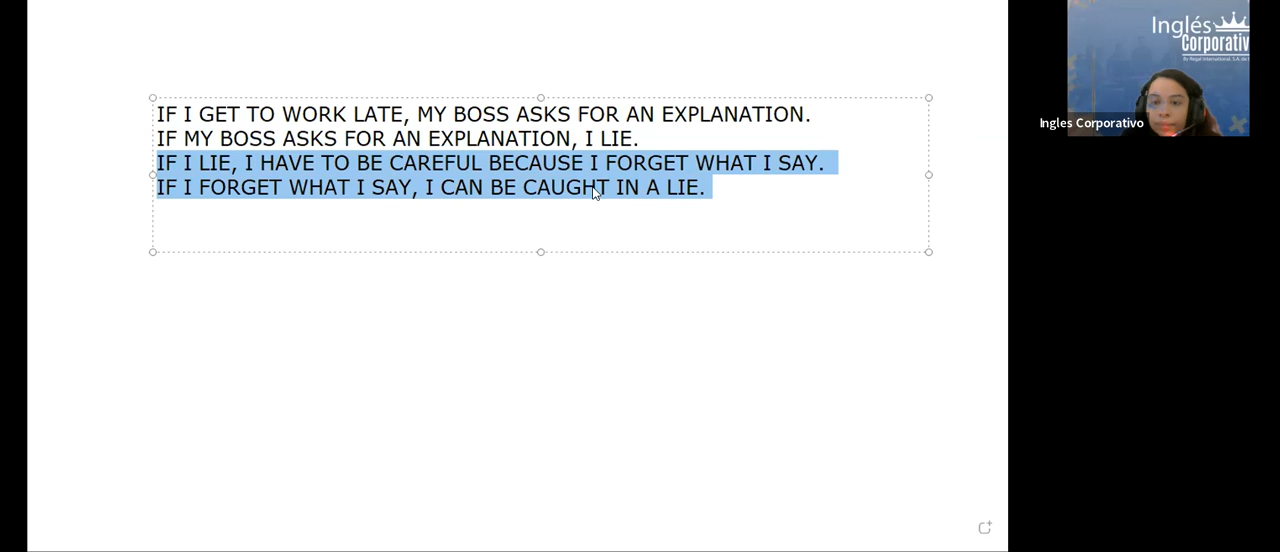 IF I GET TO WORK LATE, MY BOSS ASKS FOR AN EXPLANATION.
IF MY BOSS ASKS FOR AN EXPLANATION, I LIE.
IF I LIE, I HAVE TO BE CAREFUL BECAUSE I FORGET WHAT I SAY.
IF I FORGET WHAT I SAY, I CAN BE CAUGHT IN A LIE.
Inglés
Corporativ
Ingles Corporativo